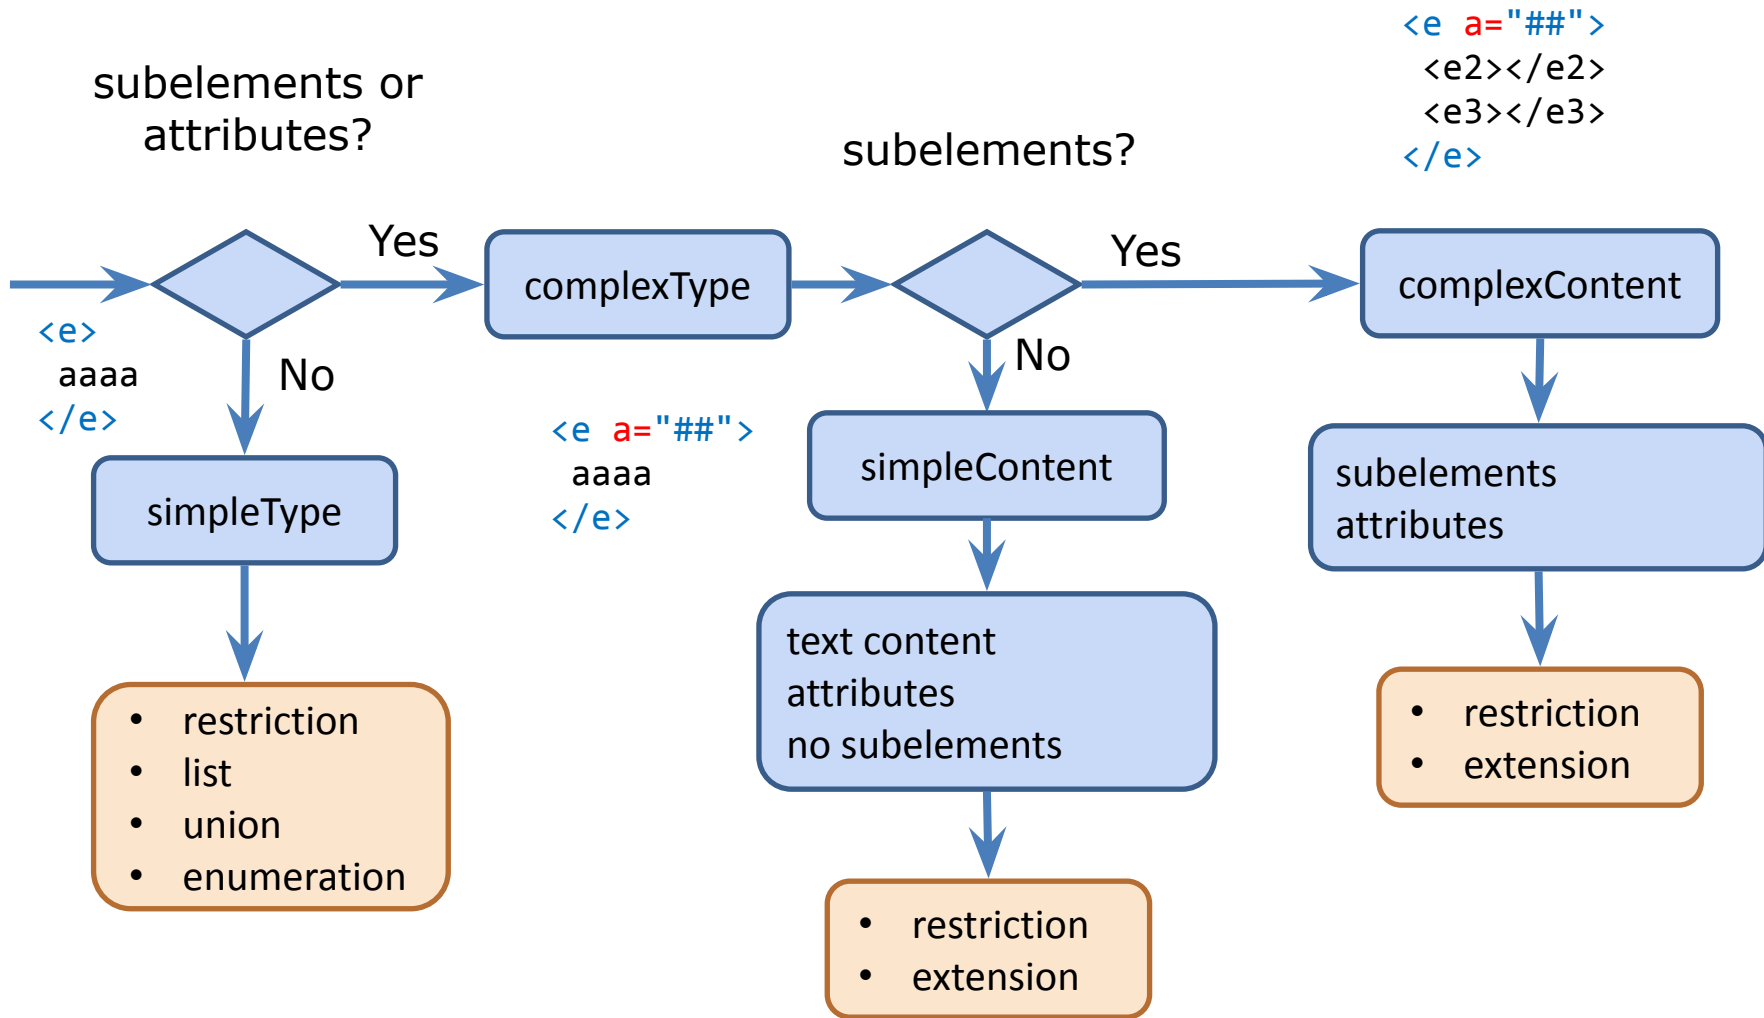 subelements or
attributes?
Yes
<e>
aaaa
</e>
No
simpleType
• restriction
• list
• union
• enumeration
complexType
subelements?
Yes
No
<e a="##">
aaaa
</e>
simpleContent
text content
attributes
no subelements
• restriction
• extension
<e a="##">
<e2></e2>
<e3></e3>
</e>
complexContent
subelements
attributes
• restriction
• extension